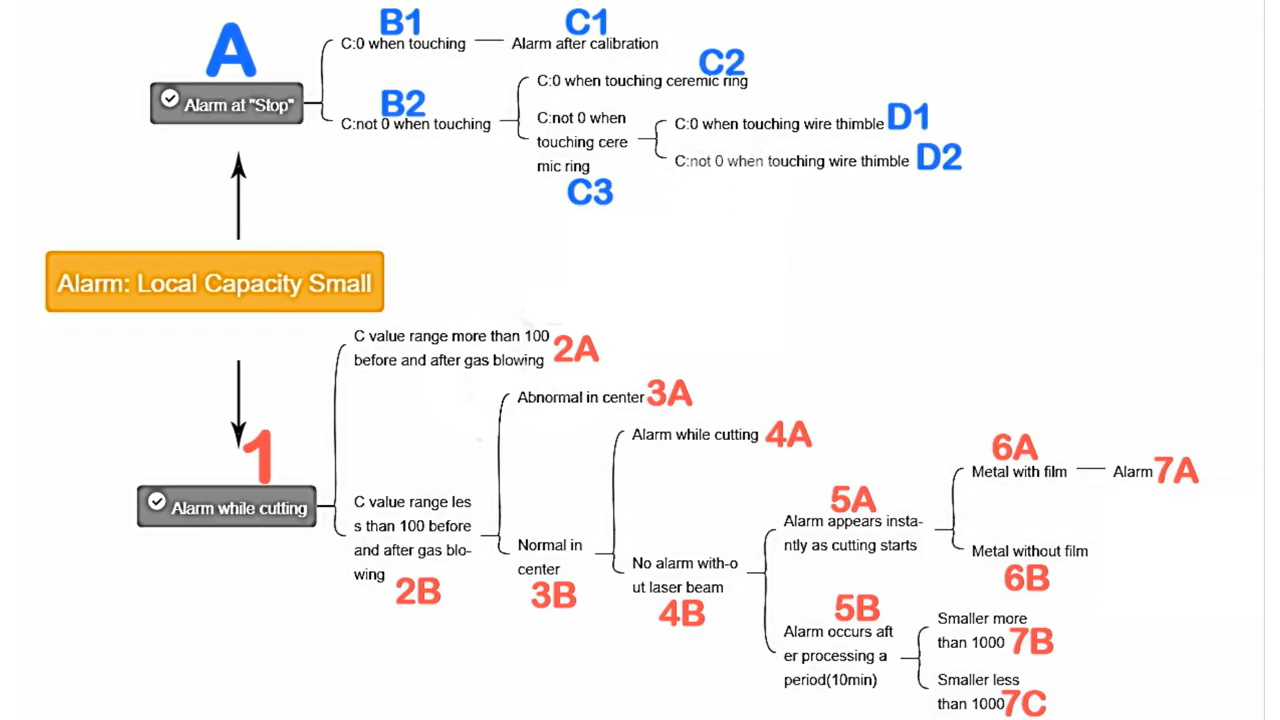 A
B1
C:0 when touching
C1
Alarm after calibration
Alarm at "Stop"
B2
C:not 0 when touching
C2
C:0 when touching ceremic ring
C:not 0 when
touching cere
mic ring
C3
C:0 when touching wire thimble D1
C:not 0 when touching wire thimble D2
Alarm: Local Capacity Small
1
Alarm while cutting
C value range more than 100
before and after gas blowing 2A
C value range les
s than 100 before
and after gas blo-
wing 2B
Abnormal in center 3A
Normal in
center
3B
Alarm while cutting 4A
No alarm with-o
ut laser beam
4B
5A
Alarm appears insta-
ntly as cutting starts
6A
Metal with film
Alarm 7A
Metal without film
6B
5B
Alarm occurs aft
er processing a
period(10min)
Smaller more
than 1000 7B
Smaller less
than 1000 7C